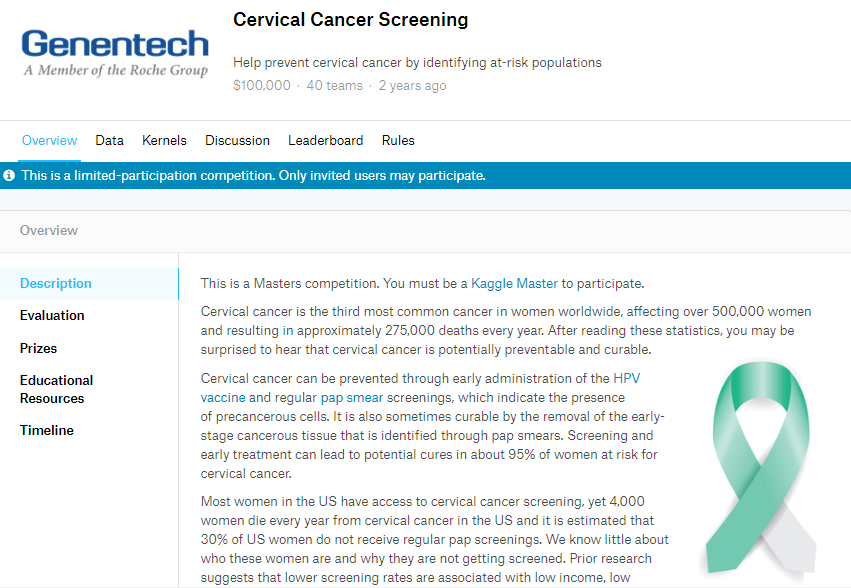 Genentech
A Member of the Roche Group
Cervical Cancer Screening
Help prevent cervical cancer by identifying at-risk populations
$100,000 · 40 teams · 2 years ago
Overview Data Kernels Discussion Leaderboard Rules
This is a limited-participation competition. Only invited users may participate.
Overview
Description
Evaluation
Prizes
Educational
Resources
Timeline
This is a Masters competition. You must be a Kaggle Master to participate.
Cervical cancer is the third most common cancer in women worldwide, affecting over 500,000 women
and resulting in approximately 275,000 deaths every year. After reading these statistics, you may be
surprised to hear that cervical cancer is potentially preventable and curable.
Cervical cancer can be prevented through early administration of the HPV
vaccine and regular pap smear screenings, which indicate the presence
of precancerous cells. It is also sometimes curable by the removal of the early-
stage cancerous tissue that is identified through pap smears. Screening and
early treatment can lead to potential cures in about 95% of women at risk for
cervical cancer.
Most women in the US have access to cervical cancer screening, yet 4,000
women die every year from cervical cancer in the US and it is estimated that
30% of US women do not receive regular pap screenings. We know little about
who these women are and why they are not getting screened. Prior research
suggests that lower screening rates are associated with low income, low